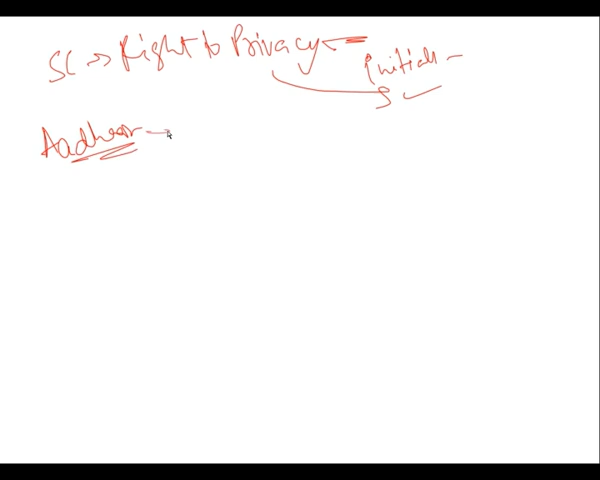 SC → Right to Privacy ←
initial -
Aadhaar →